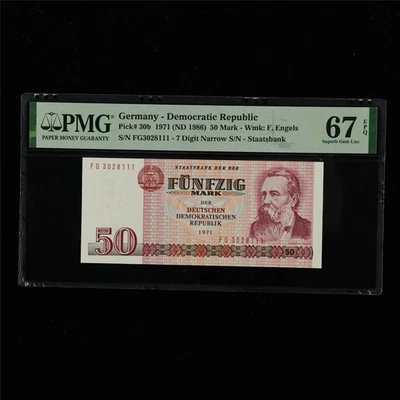 PMG
PAPER MONEY GUARANTY
Germany - Democratic Republic
Pick# 30b 1971 (ND 1986) 50 Mark - Wmk: F. Engels
S/N FG3028111 - 7 Digit Narrow S/N - Staatsbank
67 EPQ
Superb Gem Unc
FG 3028111
STAATSBANK DER DDR
FÜNFZIG
MARK
DER
DEUTSCHEN
DEMOKRATISCHEN
REPUBLIK
1971
FG 3028111
50
50